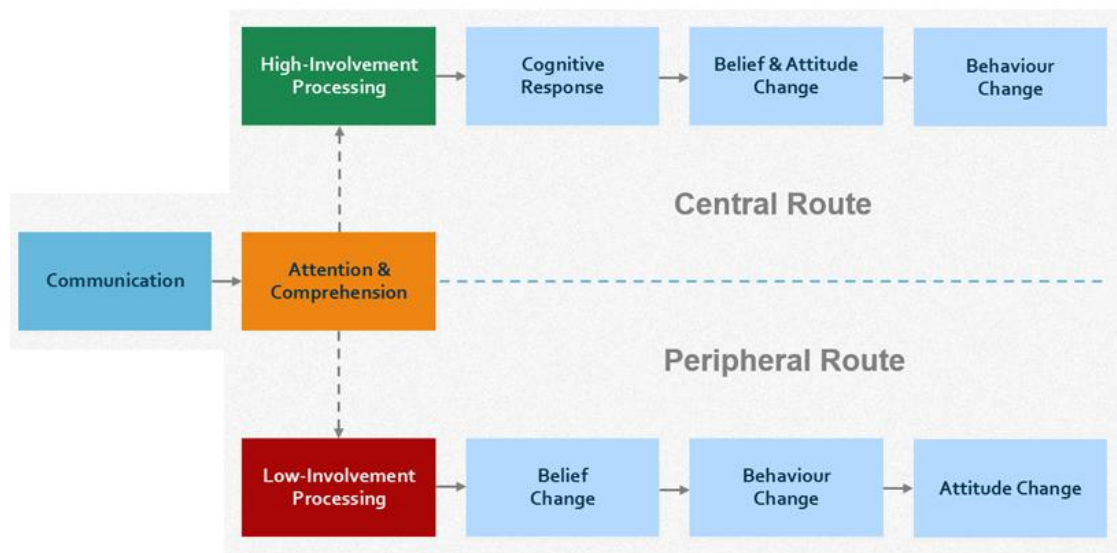 High-Involvement
Processing
Cognitive
Response
Belief & Attitude
Change
Behaviour
Change
Central Route
Communication
Attention &
Comprehension
Peripheral Route
Low-Involvement
Processing
Belief
Change
Behaviour
Change
Attitude Change